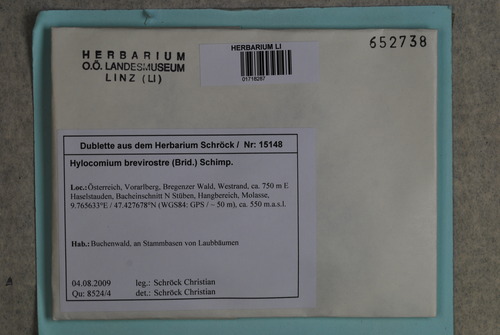 HERBARIUM
O.Ö. LANDESMUSEUM
LINZ (LI)
HERBARIUM LI
01718287
652738
Dublette aus dem Herbarium Schröck / Nr: 15148
Hylocomium brevirostre (Brid.) Schimp.
Loc.: Österreich, Vorarlberg, Bregenzer Wald, Westrand, ca. 750 m E
Haselstauden, Bacheinschnitt N Stüben, Hangbereich, Molasse,
9.765633°E / 47.427678°N (WGS84: GPS / ~ 50 m), ca. 550 m.a.s.l.
Hab.: Buchenwald, an Stammbasen von Laubbäumen
04.08.2009 leg.: Schröck Christian
Qu: 8524/4 det.: Schröck Christian